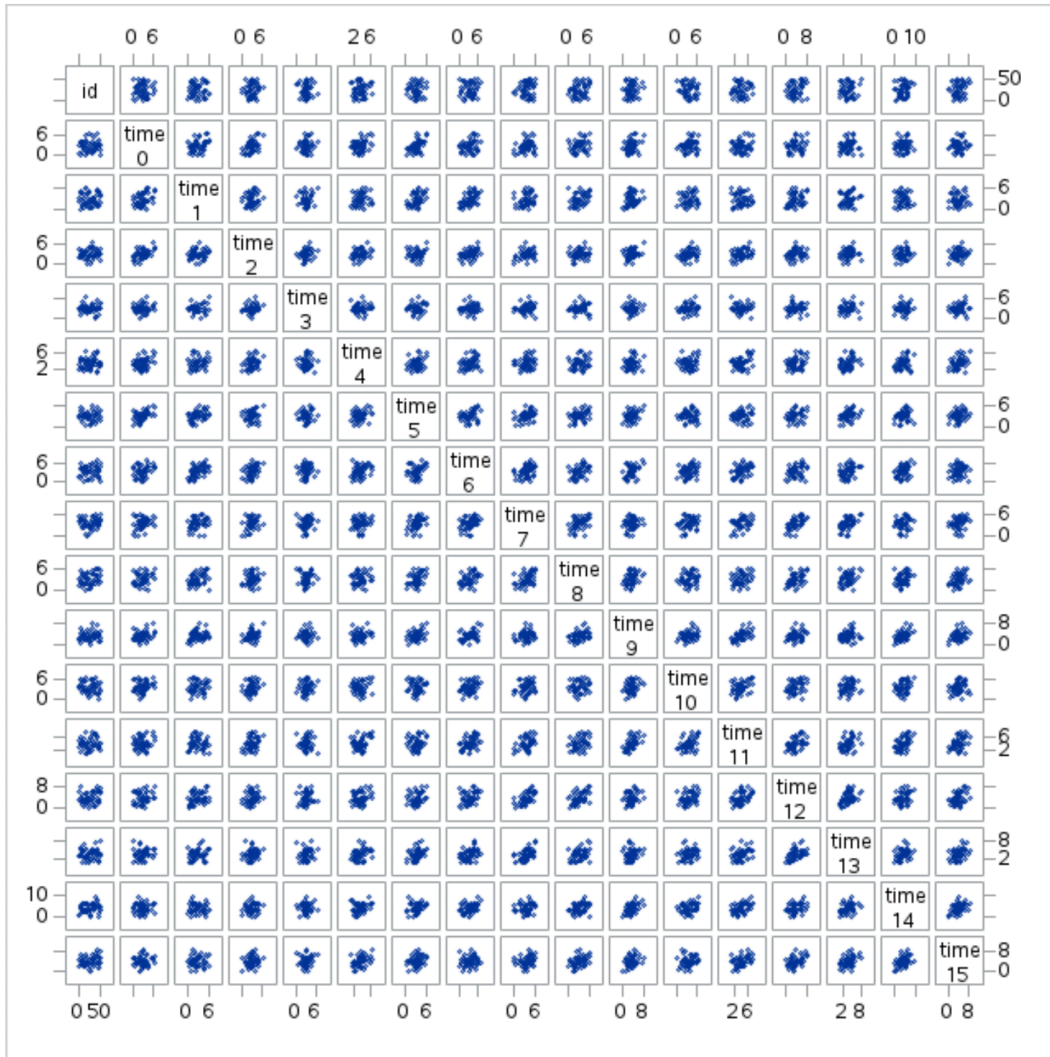 0 6 0 6 2 6 0 6 0 6 0 6 0 8 0 10
50
id
0
6 time
0 0
time 6
1 0
6 time
0 2
time 6
3 0
6 time
2 4
time 6
5 0
6 time
0 6
time 6
7 0
6 time
0 8
time 8
9 0
6 time
0 10
time 6
11 2
8 time
0 12
time 8
13 2
10 time
0 14
time 8
15 0
0 50 0 6 0 6 0 6 0 6 0 8 2 6 2 8 0 8